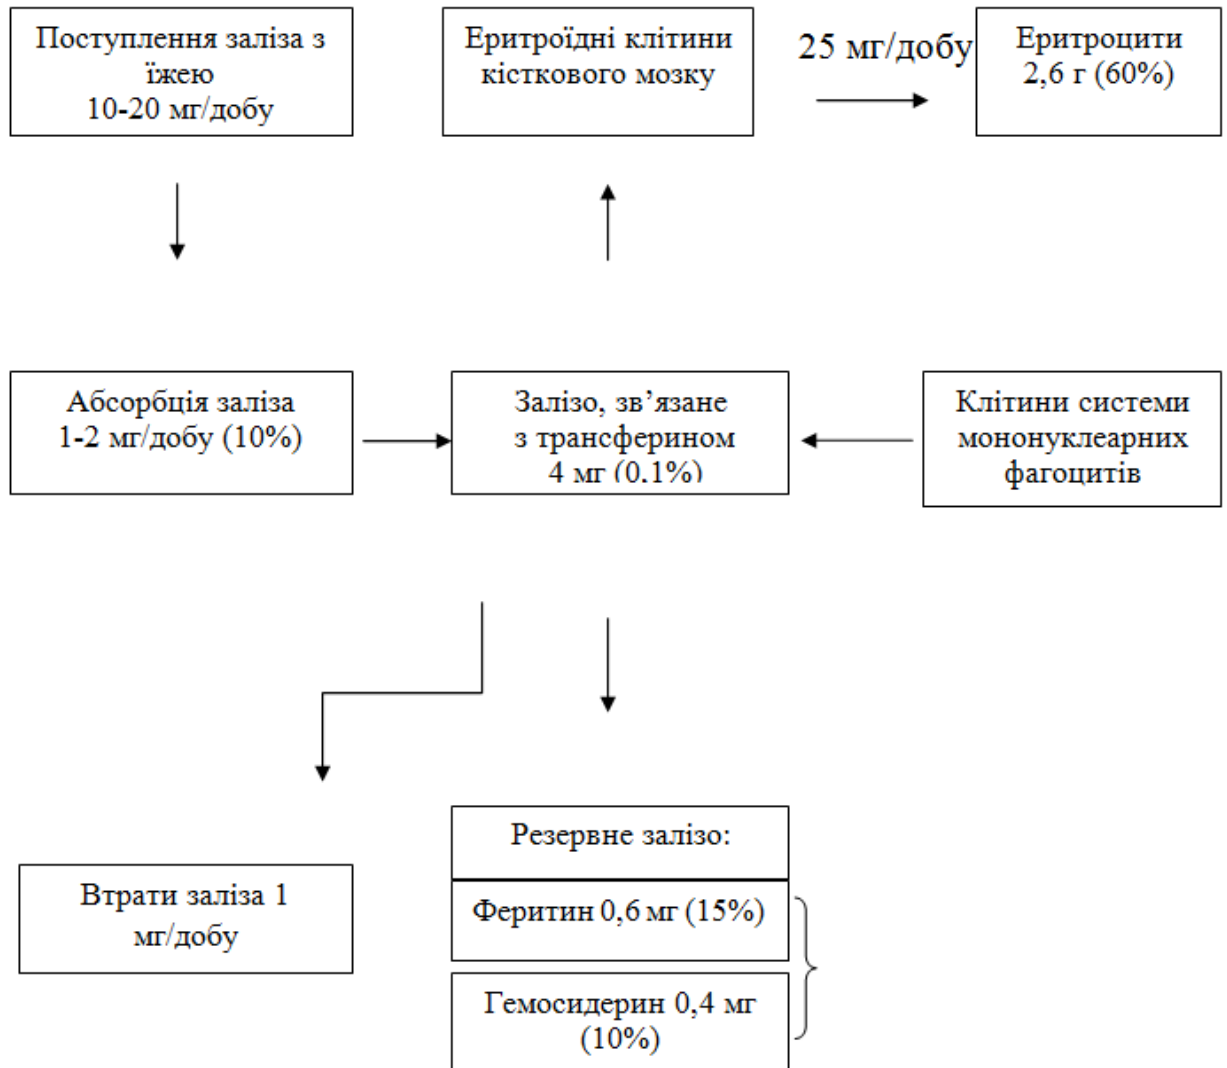 Поступлення заліза з
їжею
10-20 мг/добу
Еритроїдні клітини
кісткового мозку
25 мг/добу
Еритроцити
2,6 г (60%)
Абсорбція заліза
1-2 мг/добу (10%)
Залізо, зв’язане
з трансферином
4 мг (0.1%)
Клітини системи
мононуклеарних
фагоцитів
Втрати заліза 1
мг/добу
Резервне залізо:
Феритин 0,6 мг (15%)
Гемосидерин 0,4 мг
(10%)